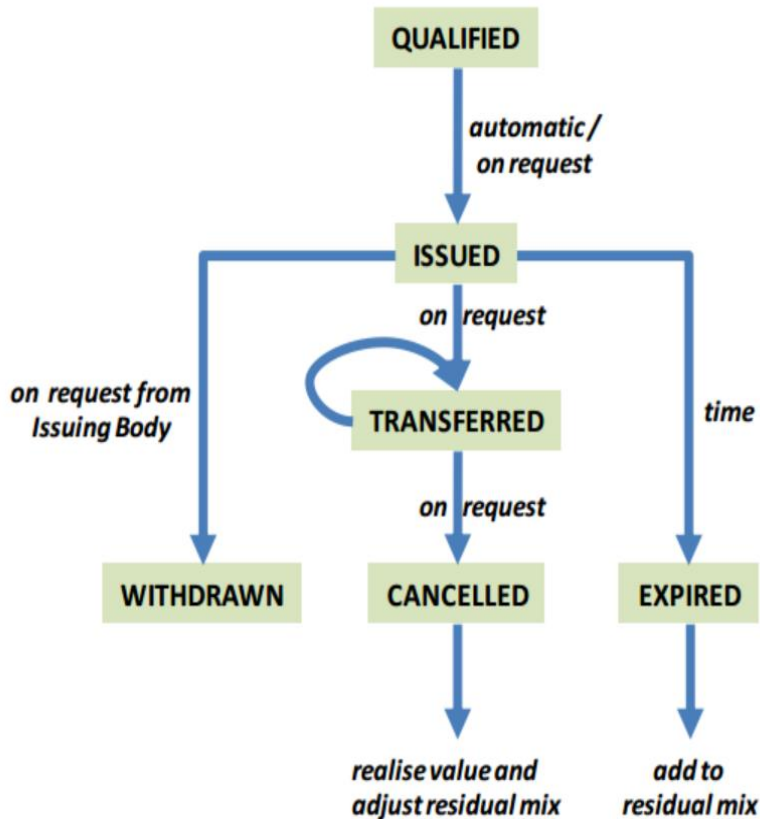 QUALIFIED
automatic /
on request
ISSUED
on request
on request from
Issuing Body
TRANSFERRED
time
on request
WITHDRAWN
CANCELLED
EXPIRED
realise value and
adjust residual mix
add to
residual mix